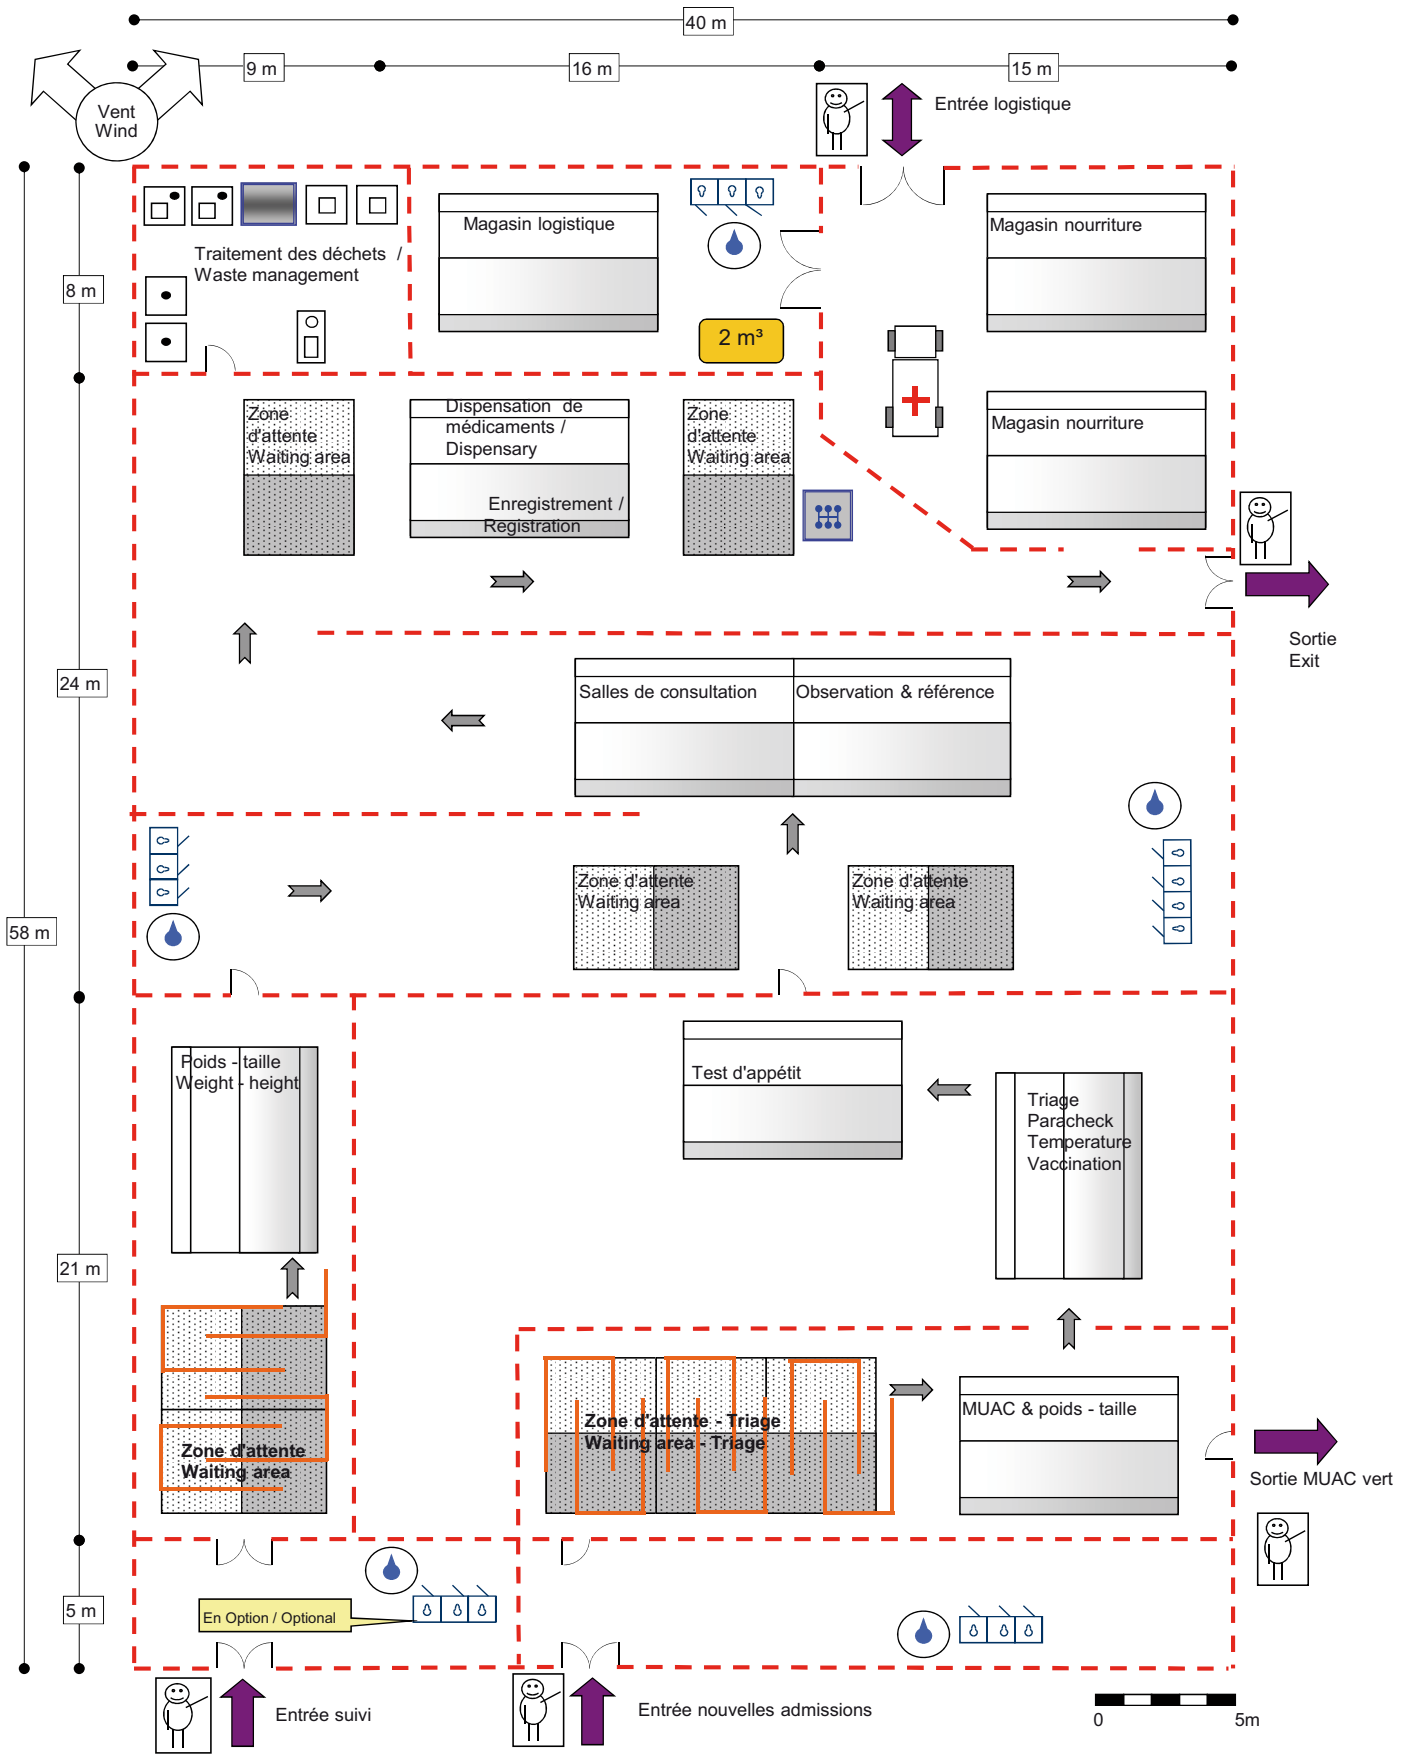 40 m
9 m
16 m
15 m
Vent
Wind
Entrée logistique
Magasin logistique
Magasin nourriture
Traitement des déchets /
Waste management
8 m
2 m³
Zone
d'attente
Waiting area
Dispensation de
médicaments /
Dispensary
Enregistrement /
Registration
Zone
d'attente
Waiting area
Magasin nourriture
Sortie
Exit
24 m
Salles de consultation
Observation & référence
Zone d'attente
Waiting area
Zone d'attente
Waiting area
58 m
Poids - taille
Weight - height
Test d'appétit
Triage
Paracheck
Temperature
Vaccination
21 m
Zone d'attente
Waiting area
Zone d'attente - Triage
Waiting area - Triage
MUAC & poids - taille
Sortie MUAC vert
5 m
En Option / Optional
Entrée suivi
Entrée nouvelles admissions
0
5m